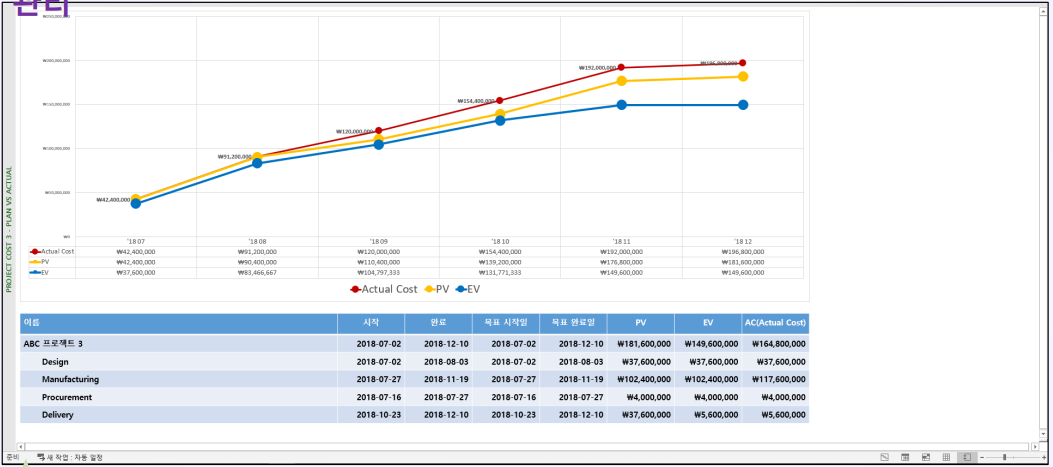 관리
₩250,000,000
₩200,000,000
₩150,000,000
₩100,000,000
₩50,000,000
₩0
₩42,400,000
₩91,200,000
₩120,000,000
₩154,400,000
₩192,000,000
₩196,800,000
PROJECT COST 3 - PLAN VS ACTUAL
'18 07 '18 08 '18 09 '18 10 '18 11 '18 12
Actual Cost ₩42,400,000 ₩91,200,000 ₩120,000,000 ₩154,400,000 ₩192,000,000 ₩196,800,000
PV ₩42,400,000 ₩90,400,000 ₩110,400,000 ₩139,200,000 ₩176,800,000 ₩181,600,000
EV ₩37,600,000 ₩83,466,667 ₩104,797,333 ₩131,771,333 ₩149,600,000 ₩149,600,000
Actual Cost PV EV
이름 시작 완료 목표 시작일 목표 완료일 PV EV AC(Actual Cost)
ABC 프로젝트 3 2018-07-02 2018-12-10 2018-07-02 2018-12-10 ₩181,600,000 ₩149,600,000 ₩164,800,000
Design 2018-07-02 2018-08-03 2018-07-02 2018-08-03 ₩37,600,000 ₩37,600,000 ₩37,600,000
Manufacturing 2018-07-27 2018-11-19 2018-07-27 2018-11-19 ₩102,400,000 ₩102,400,000 ₩117,600,000
Procurement 2018-07-16 2018-07-27 2018-07-16 2018-07-27 ₩4,000,000 ₩4,000,000 ₩4,000,000
Delivery 2018-10-23 2018-12-10 2018-10-23 2018-12-10 ₩37,600,000 ₩5,600,000 ₩5,600,000
준비 새 작업 : 자동 일정